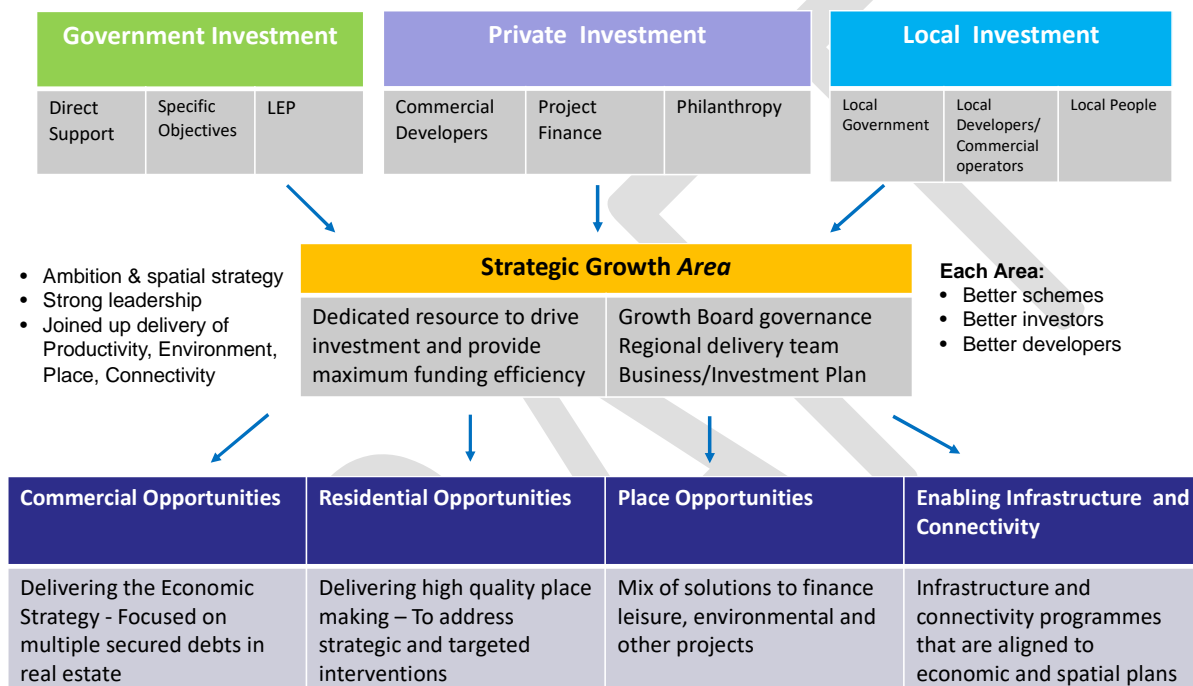 Government Investment
Private  Investment
Local  Investment
Direct
Support
Specific
Objectives
LEP
Commercial
Developers
Project
Finance
Philanthropy
Local
Government
Local
Developers/
Commercial
operators
Local People
• Ambition & spatial strategy
• Strong leadership
• Joined up delivery of
Productivity, Environment,
Place, Connectivity
Strategic Growth Area
Dedicated resource to drive
investment and provide
maximum funding efficiency
Growth Board governance
Regional delivery team
Business/Investment Plan
Each Area:
• Better schemes
• Better investors
• Better developers
Commercial Opportunities
Residential Opportunities
Place Opportunities
Enabling Infrastructure  and
Connectivity
Delivering the Economic
Strategy - Focused on
multiple secured debts in
real estate
Delivering high quality place
making – To address
strategic and targeted
interventions
Mix of solutions to finance
leisure, environmental and
other projects
Infrastructure and
connectivity programmes
that are aligned to
economic and spatial plans